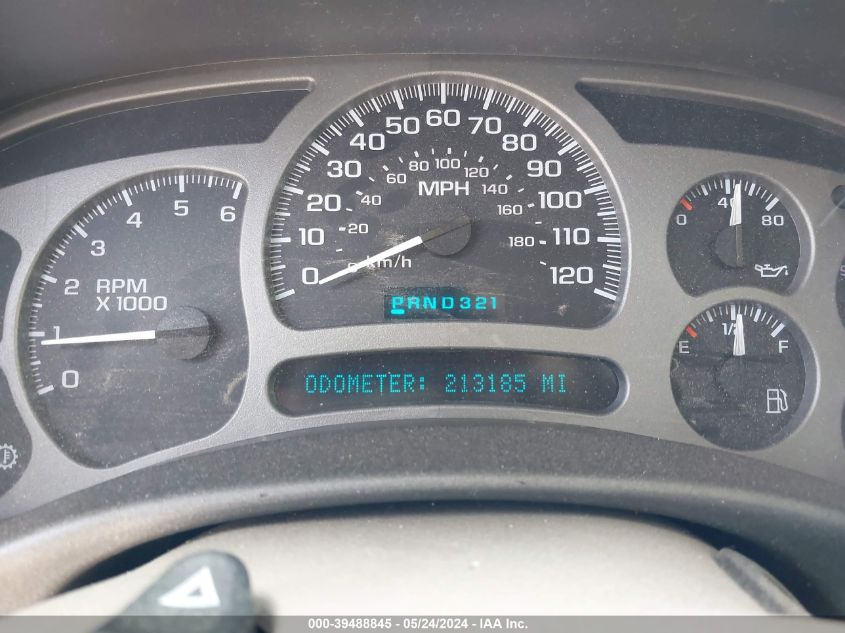 0 1 2 3 4 5 6
RPM
X 1000
0 10 20 30 40 50 60 70 80 90 100 110 120
20 40 60 80 100 120 140 160 180
MPH
km/h
PRND321
ODOMETER: 213185 MI
0 40 80
E 1/2 F
000-39488845 - 05/24/2024 - IAA Inc.